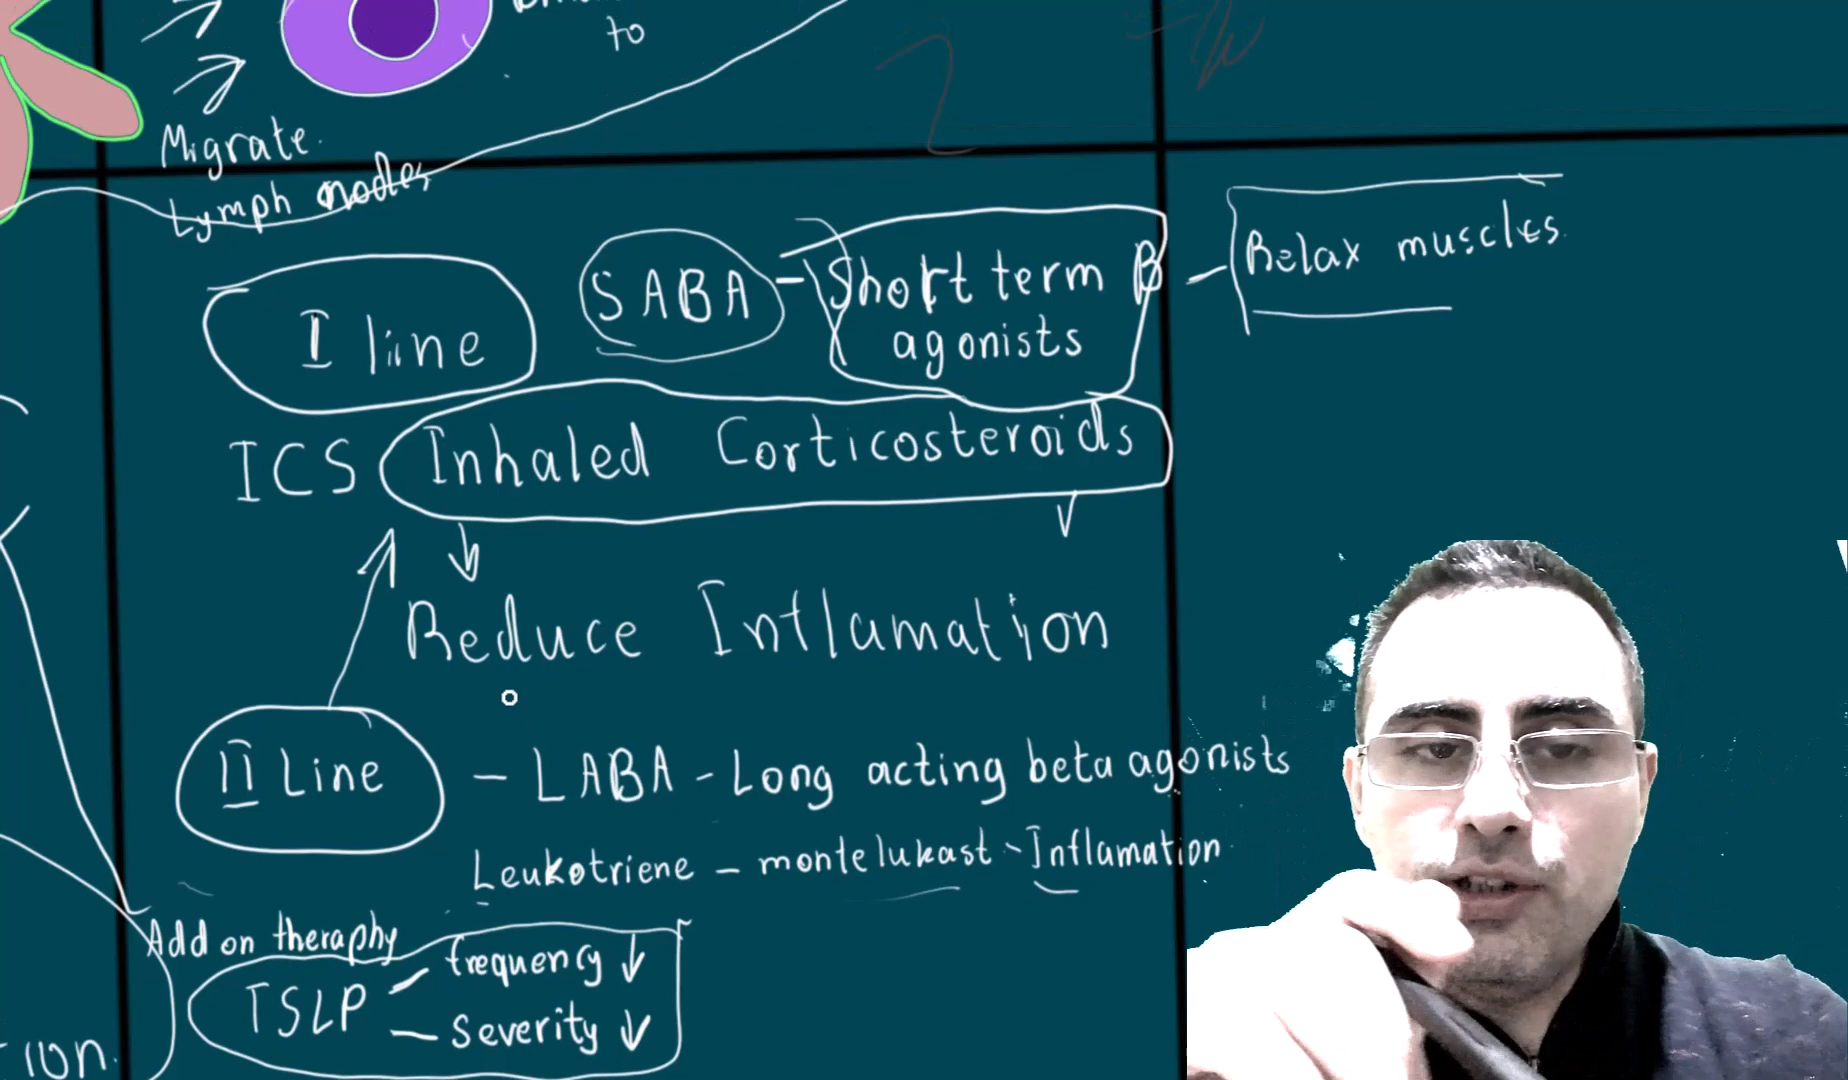 to
Migrate.
Lymph nodes
I line
SABA - Short term B
agonists
- Relax muscles.
ICS Inhaled Corticosteroids
Reduce Inflamation
II Line - LABA - Long acting beta agonists
Leukotriene - montelukast - Inflamation
Add on theraphy
TSLP - frequency ↓
- Severity ↓
tion.